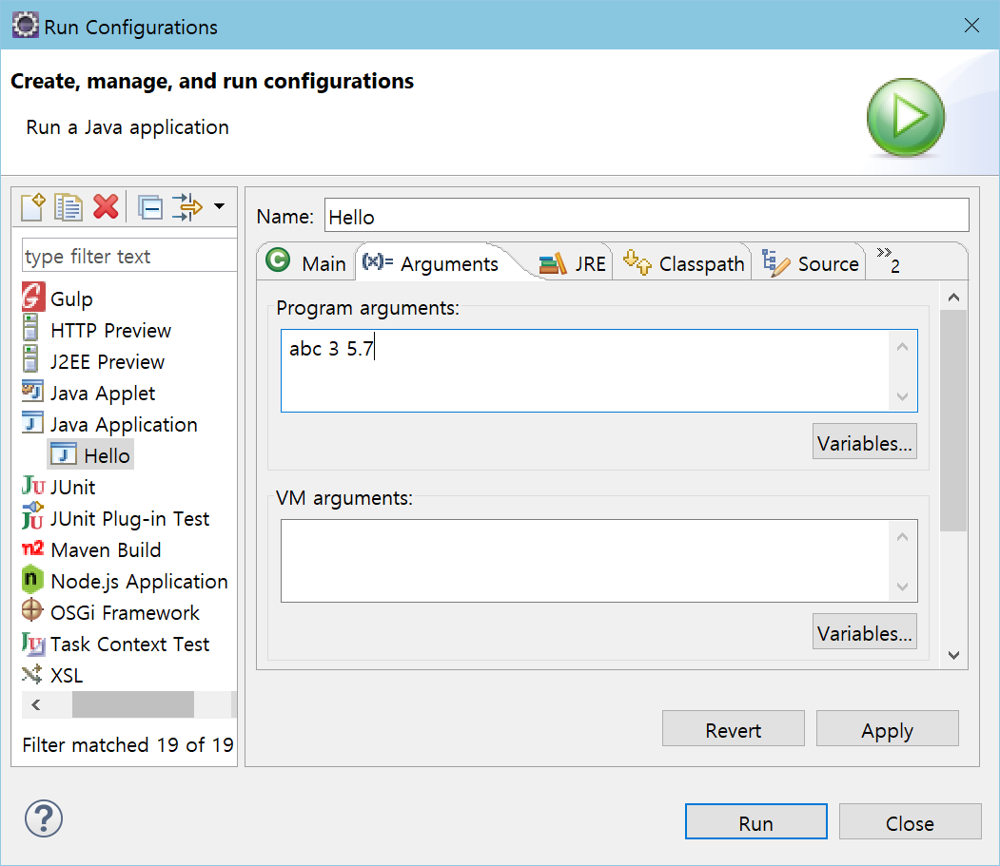 Run Configurations
Create, manage, and run configurations
Run a Java application
type filter text
Gulp
HTTP Preview
J2EE Preview
Java Applet
Java Application
Hello
JUnit
JUnit Plug-in Test
Maven Build
Node.js Application
OSGi Framework
Task Context Test
XSL
Filter matched 19 of 19
Name: Hello
Main (x)= Arguments JRE Classpath Source »2
Program arguments:
abc 3 5.7
Variables...
VM arguments:
Variables...
Revert Apply
Run Close